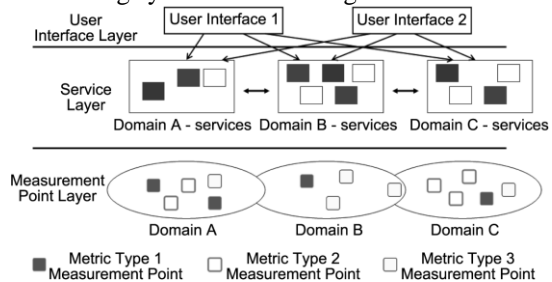 User
Interface Layer
User Interface 1
User Interface 2
Service
Layer
Domain A - services
Domain B - services
Domain C - services
Measurement
Point Layer
Domain A
Domain B
Domain C
Metric Type 1
Measurement Point
Metric Type 2
Measurement Point
Metric Type 3
Measurement Point